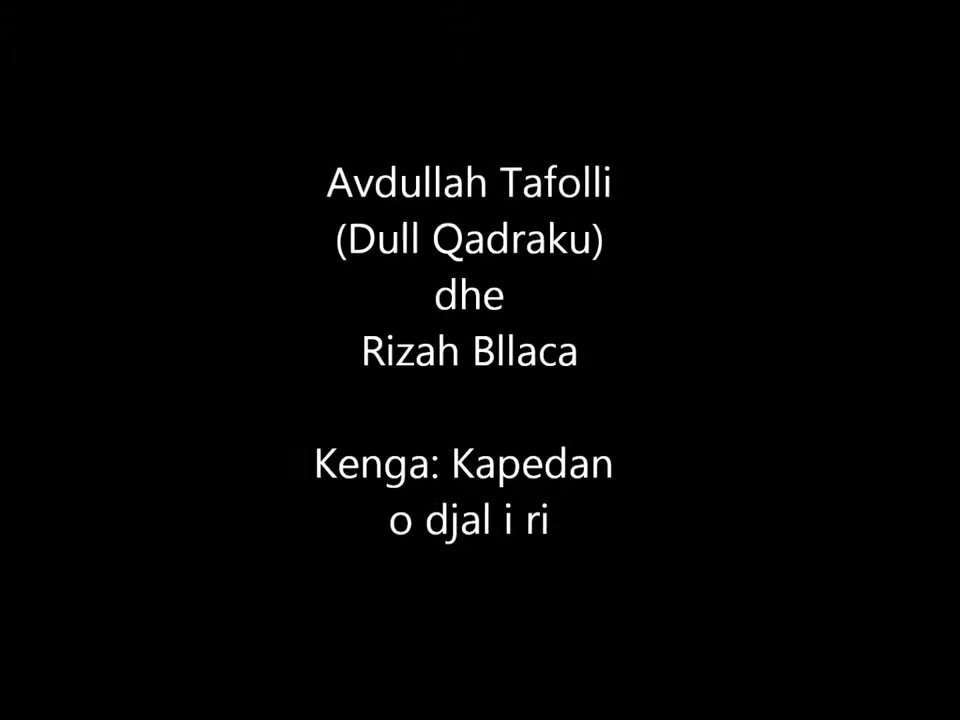 Avdullah Tafolli
(Dull Qadraku)
dhe
Rizah Bllaca
Kenga: Kapedan
o djal i ri